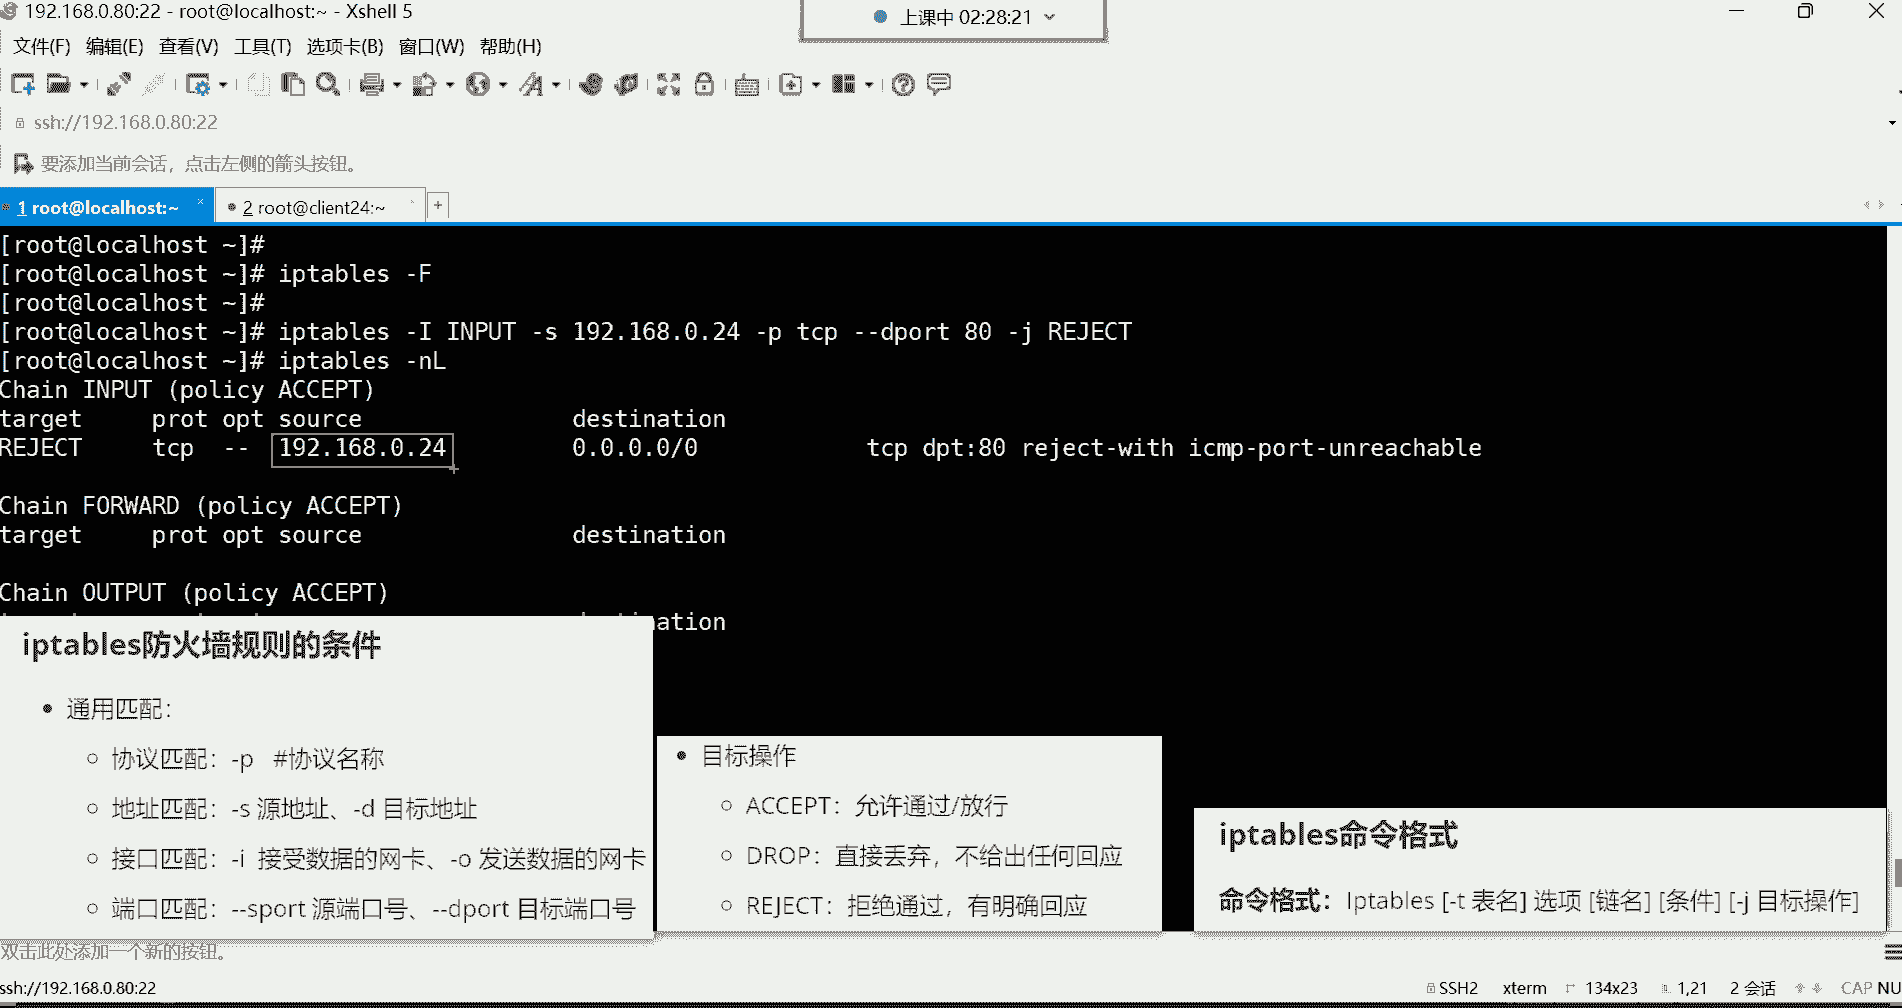 192.168.0.80:22 - root@localhost:~ - Xshell 5
上课中 02:28:21
文件(F) 编辑(E) 查看(V) 工具(T) 选项卡(B) 窗口(W) 帮助(H)
ssh://192.168.0.80:22
要添加当前会话，点击左侧的箭头按钮。
1 root@localhost:~ 2 root@client24:~ +
[root@localhost ~]#
[root@localhost ~]# iptables -F
[root@localhost ~]#
[root@localhost ~]# iptables -I INPUT -s 192.168.0.24 -p tcp --dport 80 -j REJECT
[root@localhost ~]# iptables -nL
Chain INPUT (policy ACCEPT)
target prot opt source destination
REJECT tcp -- 192.168.0.24 0.0.0.0/0 tcp dpt:80 reject-with icmp-port-unreachable
Chain FORWARD (policy ACCEPT)
target prot opt source destination
Chain OUTPUT (policy ACCEPT)
iptables防火墙规则的条件
• 通用匹配：
○ 协议匹配：-p #协议名称
○ 地址匹配：-s 源地址、-d 目标地址
○ 接口匹配：-i 接受数据的网卡、-o 发送数据的网卡
○ 端口匹配：--sport 源端口号、--dport 目标端口号
• 目标操作
○ ACCEPT：允许通过/放行
○ DROP：直接丢弃，不给出任何回应
○ REJECT：拒绝通过，有明确回应
iptables命令格式
命令格式：Iptables [-t 表名] 选项 [链名] [条件] [-j 目标操作]
双击此处添加一个新的按钮。
ssh://192.168.0.80:22 SSH2 xterm 134x23 1,21 2 会话 CAP NU